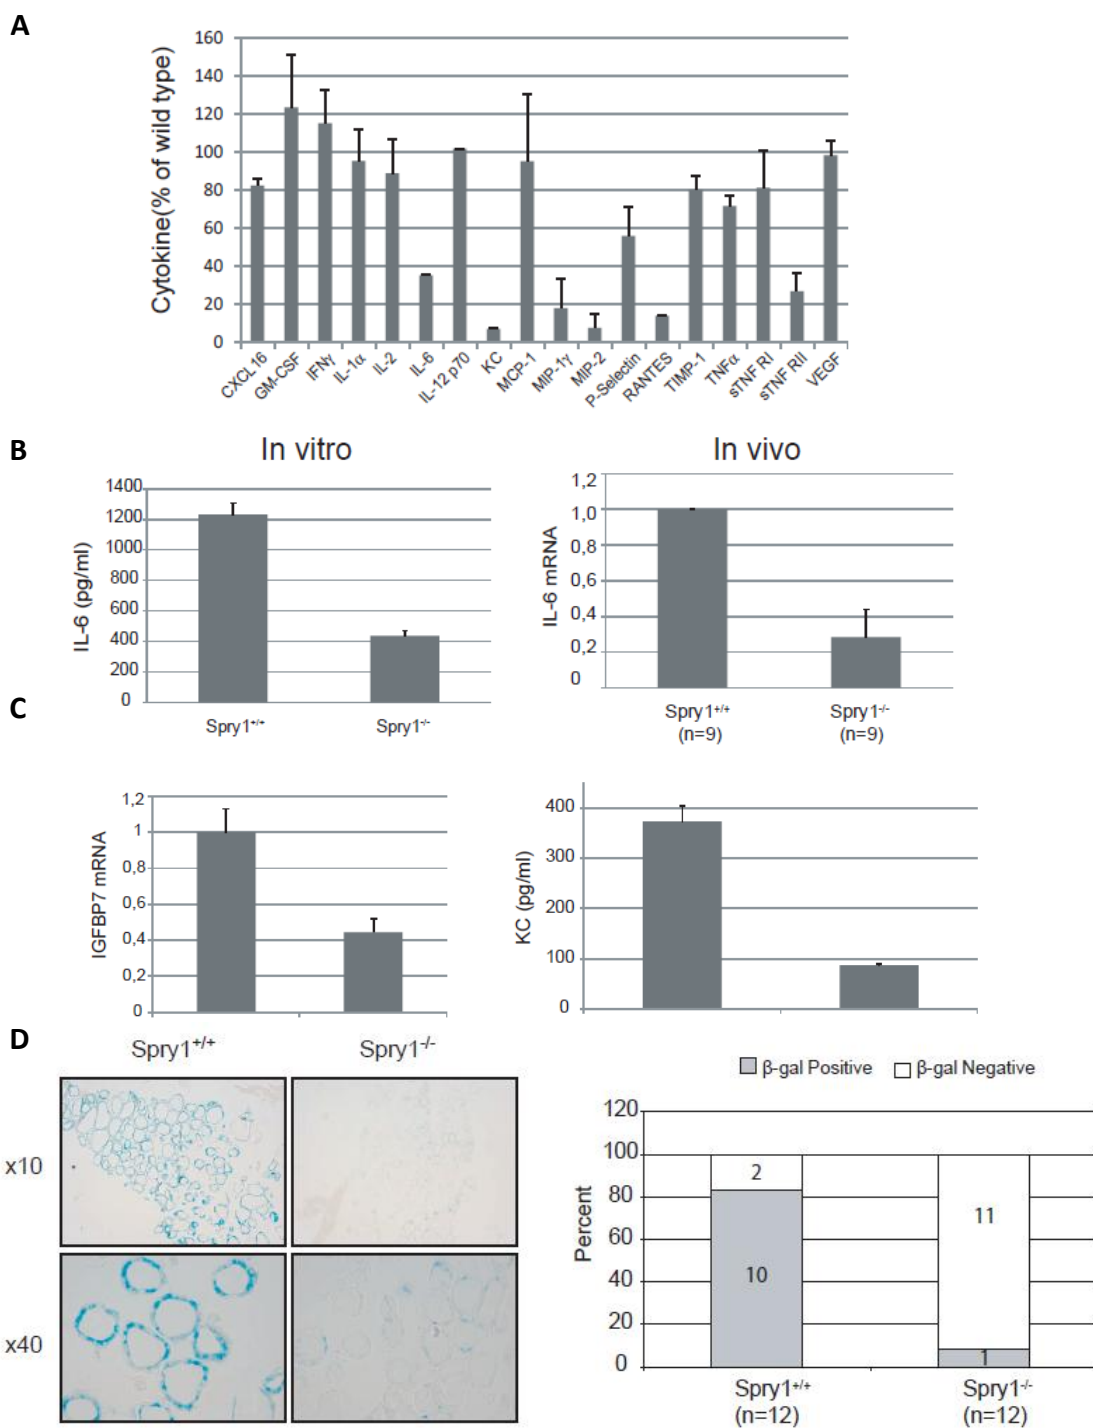 A
Cytokine(% of wild type)
160
140
120
100
80
60
40
20
0
CXCL16
GM-CSF
IFNγ
IL-1α
IL-2
IL-6
IL-12 p70
KC
MCP-1
MIP-1γ
MIP-2
P-Selectin
RANTES
TIMP-1
TNFα
sTNF RI
sTNF RII
VEGF
B
In vitro
IL-6 (pg/ml)
1400
1200
1000
800
600
400
200
0
Spry1+/+
Spry1-/-
In vivo
IL-6 mRNA
1,2
1,0
0,8
0,6
0,4
0,2
0
Spry1+/+
(n=9)
Spry1-/-
(n=9)
C
IGFBP7 mRNA
1,2
1
0,8
0,6
0,4
0,2
0
KC (pg/ml)
400
300
200
100
0
D
Spry1+/+
Spry1-/-
x10
x40
β-gal Positive
β-gal Negative
Percent
120
100
80
60
40
20
0
2
10
11
1
Spry1+/+
(n=12)
Spry1-/-
(n=12)